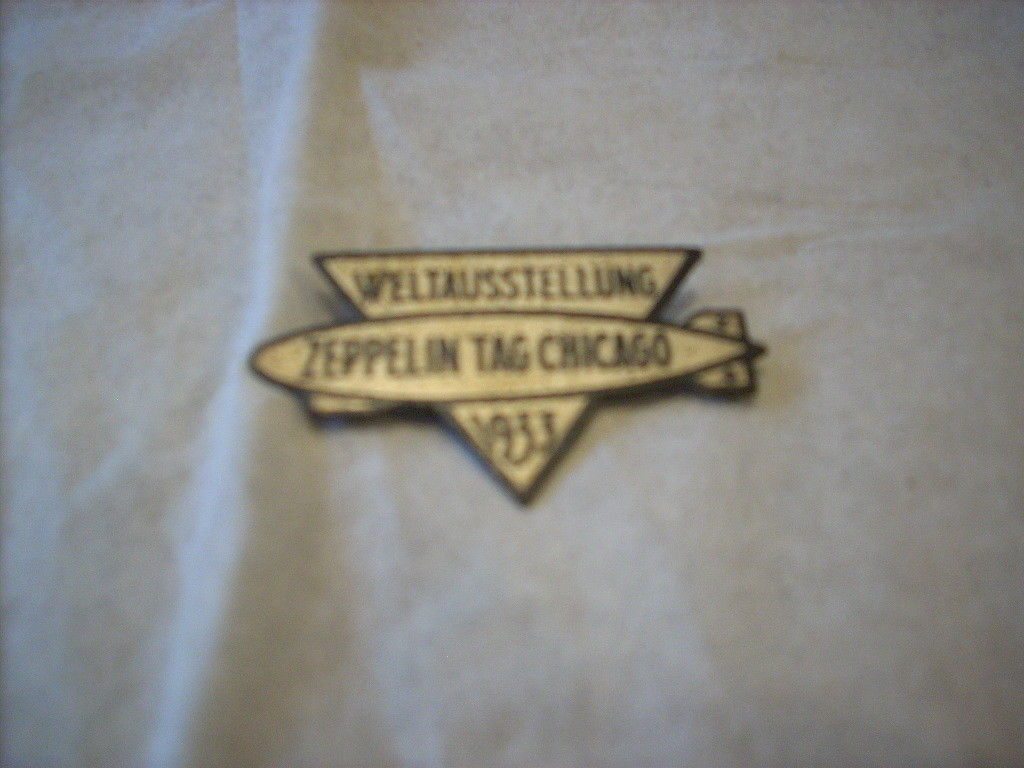 WELTAUSSTELLUNG
ZEPPELIN TAG CHICAGO
1933